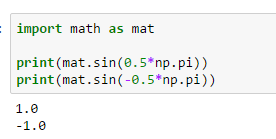 import math as mat
print(mat.sin(0.5*np.pi))
print(mat.sin(-0.5*np.pi))
1.0
-1.0